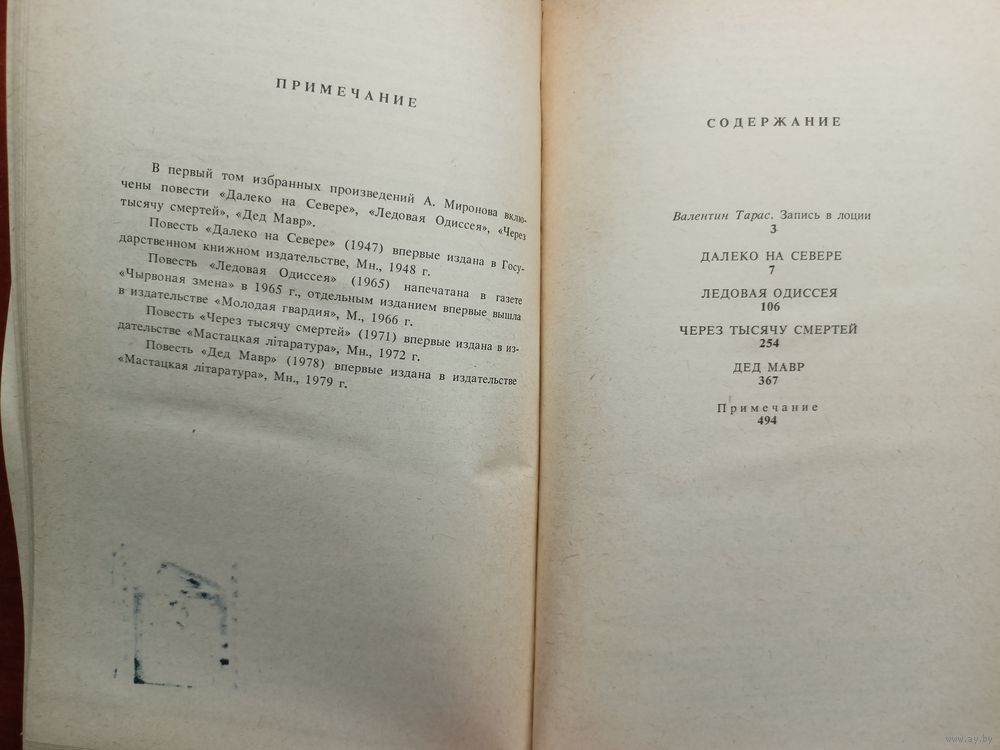 ПРИМЕЧАНИЕ
В первый том избранных произведений А. Миронова вклю-
чены повести «Далеко на Севере», «Ледовая Одиссея», «Через
тысячу смертей», «Дед Мавр».
Повесть «Далеко на Севере» (1947) впервые издана в Госу-
дарственном книжном издательстве, Мн., 1948 г.
Повесть «Ледовая Одиссея» (1965) напечатана в газете
«Чырвоная змена» в 1965 г., отдельным изданием впервые вышла
в издательстве «Молодая гвардия», М., 1966 г.
Повесть «Через тысячу смертей» (1971) впервые издана в из-
дательстве «Мастацкая літаратура», Мн., 1972 г.
Повесть «Дед Мавр» (1978) впервые издана в издательстве
«Мастацкая літаратура», Мн., 1979 г.
СОДЕРЖАНИЕ
Валентин Тарас. Запись в лоции
3
ДАЛЕКО НА СЕВЕРЕ
7
ЛЕДОВАЯ ОДИССЕЯ
106
ЧЕРЕЗ ТЫСЯЧУ СМЕРТЕЙ
254
ДЕД МАВР
367
Примечание
494
www.ay.by